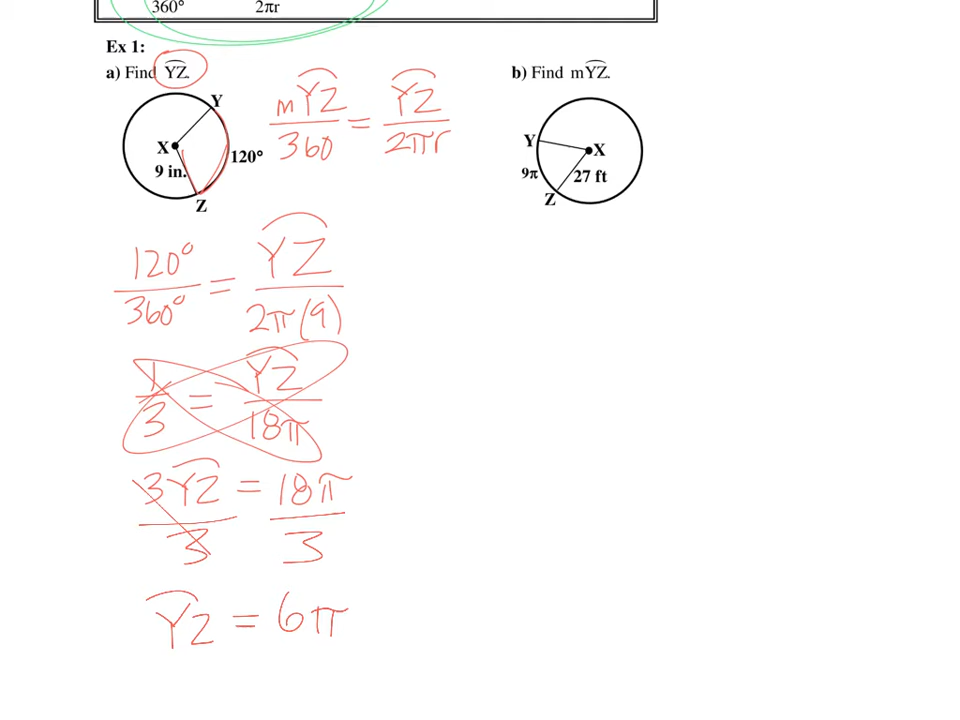 360° 2πr
Ex 1:
a) Find YZ.
b) Find mYZ.
Y
X
9 in.
120°
Z
mYZ/360 = YZ/2πr
Y
X
9π
27 ft
Z
120°/360° = YZ/2π(9)
1/3 = YZ/18π
3YZ/3 = 18π/3
YZ = 6π